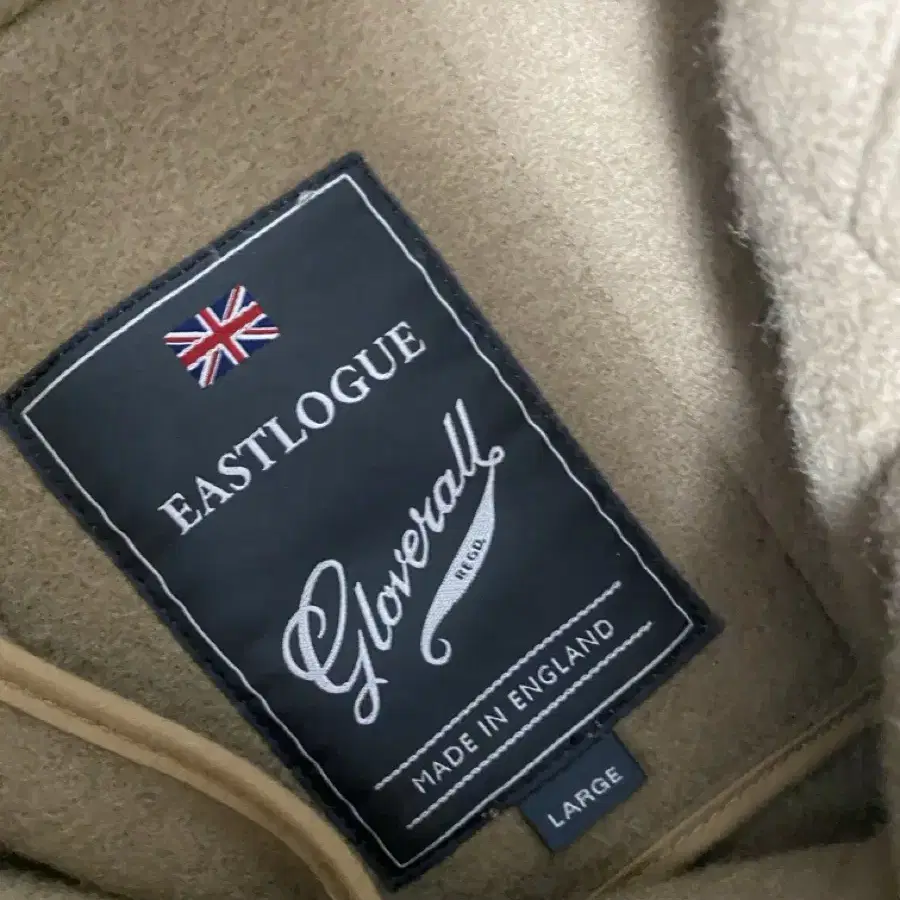 EASTLOGUE
Gloverall
REGD.
MADE IN ENGLAND
LARGE